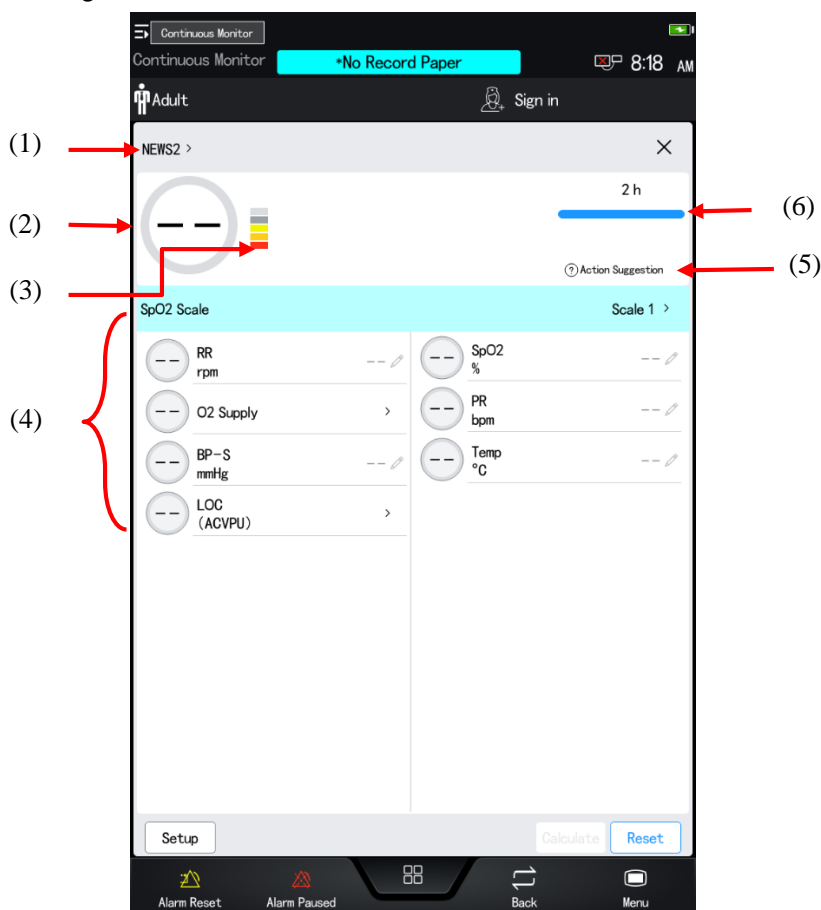 Continuous Monitor
Continuous Monitor
*No Record Paper
8:18 AM
Adult
Sign in
(1)
NEWS2 >
2 h
(2)
-- 
(6)
(3)
? Action Suggestion
(5)
SpO2 Scale
Scale 1 >
(4)
-- RR
rpm
-- 
-- SpO2
%
--
-- O2 Supply >
-- PR
bpm
--
-- BP-S
mmHg
--
-- Temp
°C
--
-- LOC
(ACVPU) >
Setup
Calculate
Reset
Alarm Reset
Alarm Paused
Back
Menu